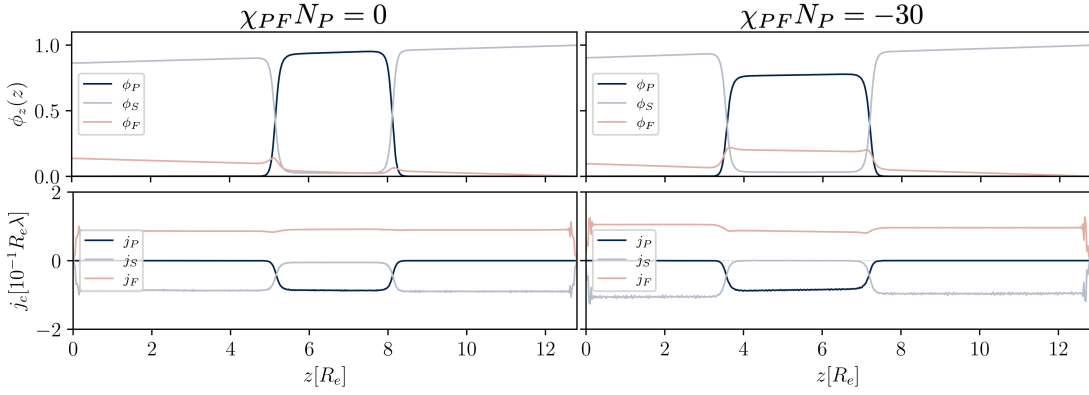 χ_{PF}N_P = 0
χ_{PF}N_P = −30
ϕ_z(z)
1.0
0.5
0.0
ϕ_P
ϕ_S
ϕ_F
ϕ_P
ϕ_S
ϕ_F
j_c[10^{-1}R_eλ]
2
0
−2
j_P
j_S
j_F
j_P
j_S
j_F
0 2 4 6 8 10 12
0 2 4 6 8 10 12
z[R_e]
z[R_e]